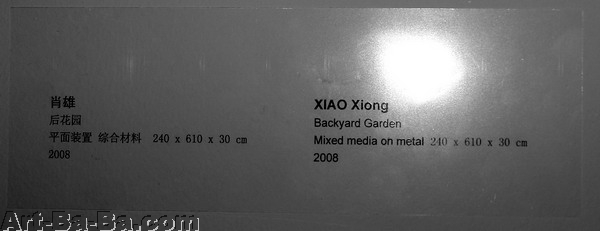 肖雄
后花园
平面装置 综合材料 240 x 610 x 30 cm
2008
XIAO Xiong
Backyard Garden
Mixed media on metal 240 x 610 x 30 cm
2008
Art-Ba-Ba.com